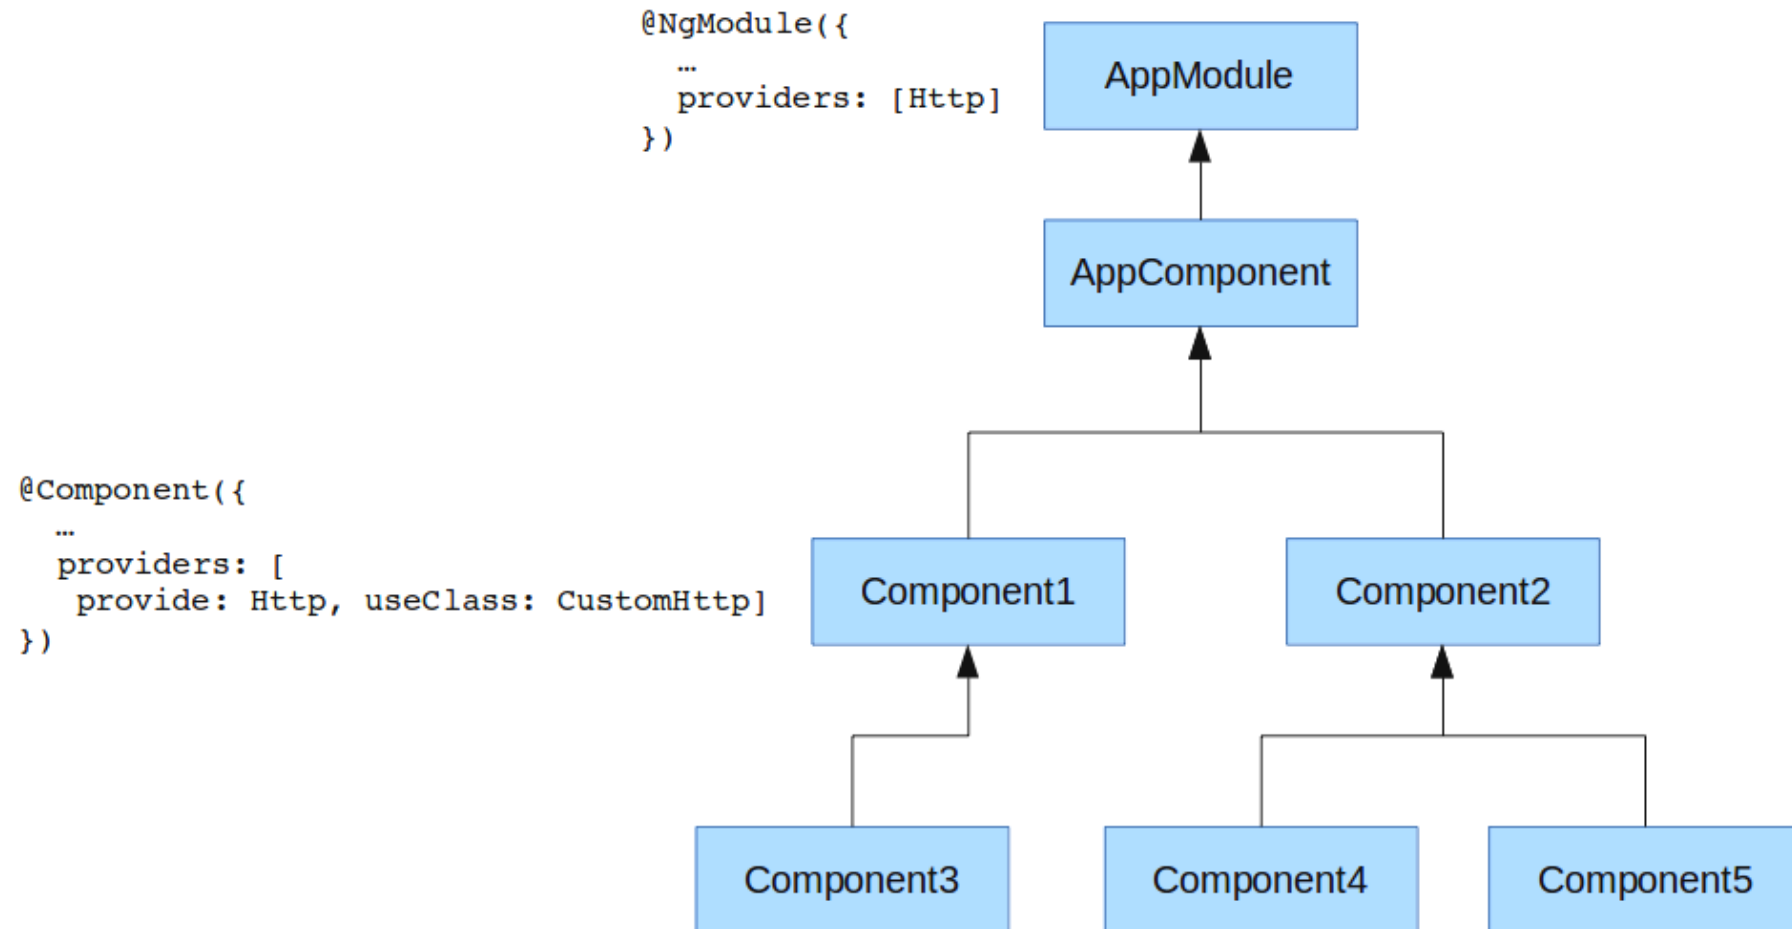 @NgModule({
…
providers: [Http]
})
AppModule
AppComponent
@Component({
…
providers: [
provide: Http, useClass: CustomHttp]
})
Component1
Component2
Component3
Component4
Component5